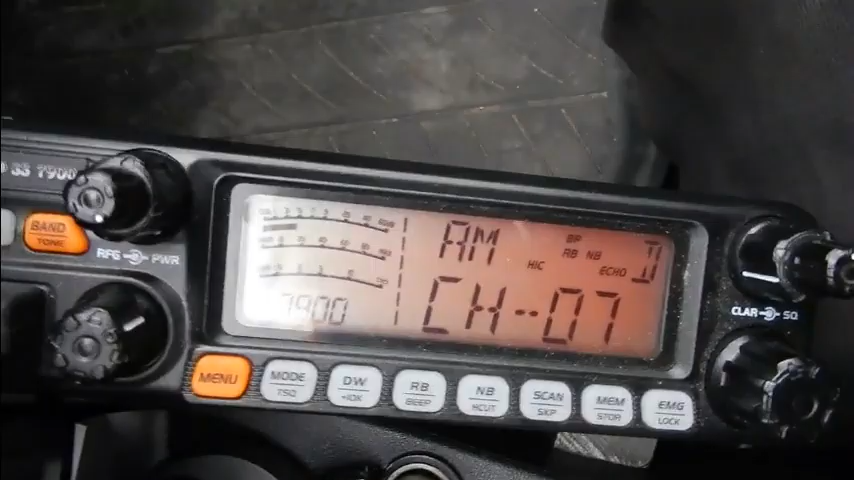 SS 7900
BAND
TONE
RFG PWR
AM
BP
RB NB
HIC
ECHO
D
7900
CH--07
CLAR SQ
MENU
MODE
TSQ
DW
+10K
RB
BEEP
NB
HCUT
SCAN
SKP
MEM
STOR
EMG
LOCK